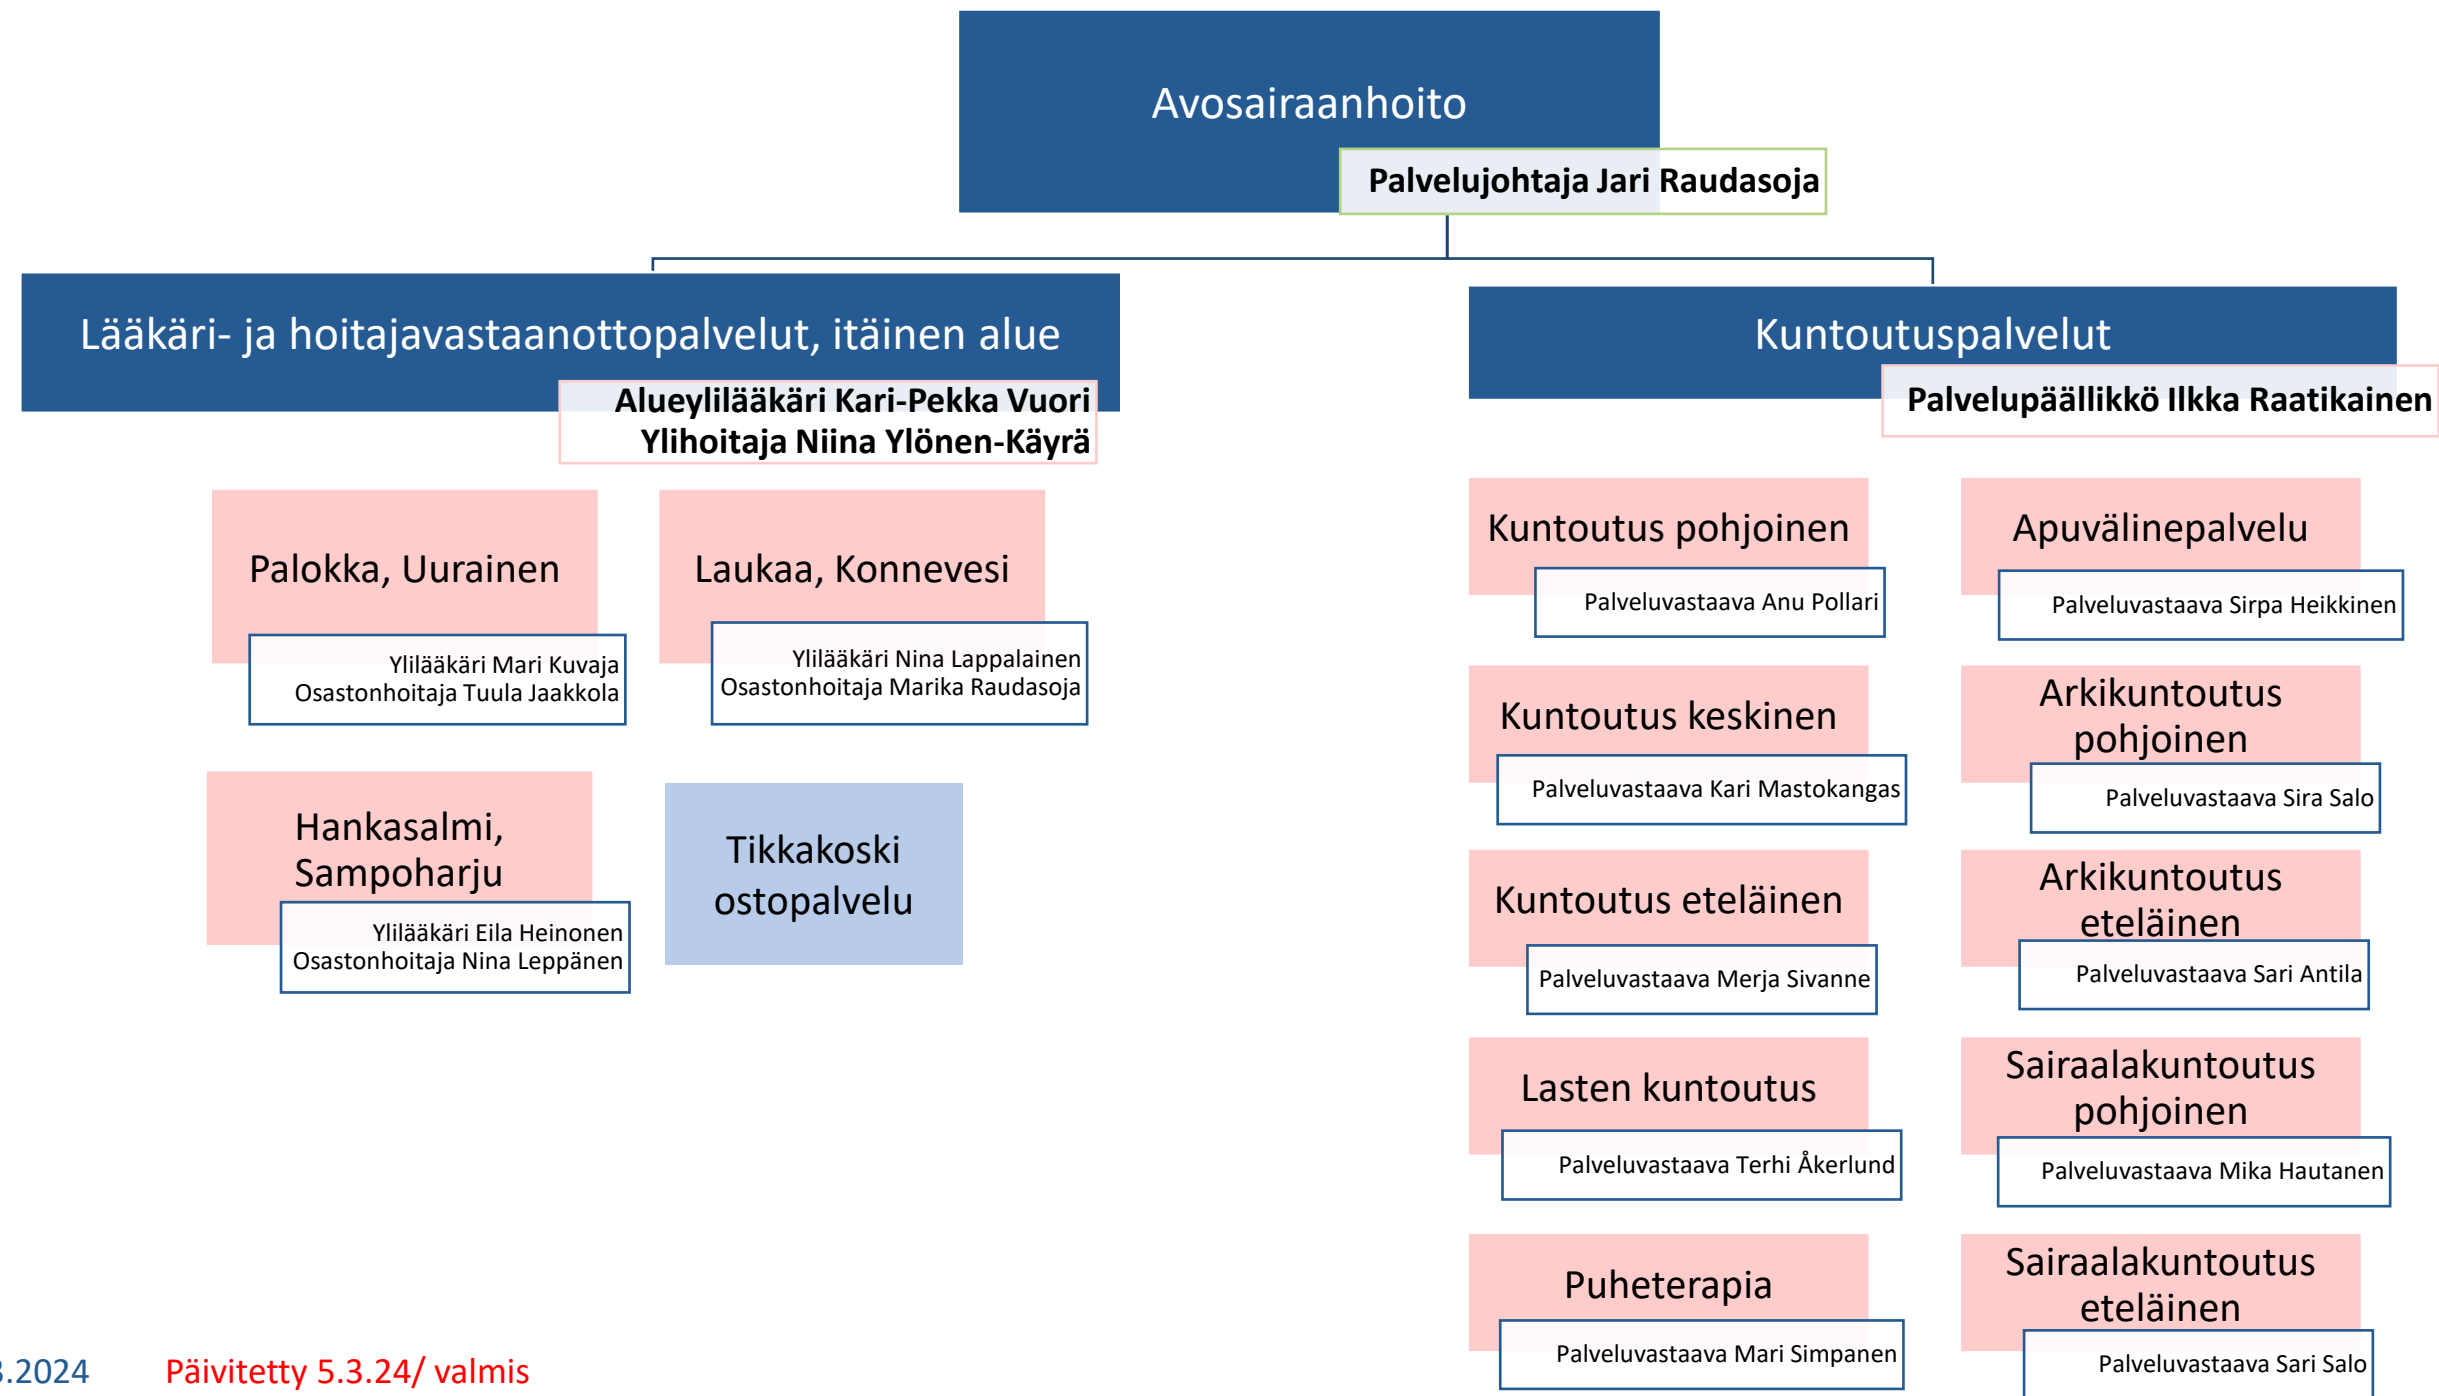 Avosairaanhoito
Palvelujohtaja Jari Raudasoja
Lääkäri- ja hoitajavastaanottopalvelut, itäinen alue
Alueylilääkäri Kari-Pekka Vuori
Ylihoitaja Niina Ylönen-Käyrä
Palokka, Uurainen
Ylilääkäri Mari Kuvaja
Osastonhoitaja Tuula Jaakkola
Laukaa, Konnevesi
Ylilääkäri Nina Lappalainen
Osastonhoitaja Marika Raudasoja
Hankasalmi,
Sampoharju
Ylilääkäri Eila Heinonen
Osastonhoitaja Nina Leppänen
Tikkakoski
ostopalvelu
Kuntoutuspalvelut
Palvelupäällikkö Ilkka Raatikainen
Kuntoutus pohjoinen
Palveluvastaava Anu Pollari
Apuvälinepalvelu
Palveluvastaava Sirpa Heikkinen
Kuntoutus keskinen
Palveluvastaava Kari Mastokangas
Arkikuntoutus
pohjoinen
Palveluvastaava Sira Salo
Kuntoutus eteläinen
Palveluvastaava Merja Sivanne
Arkikuntoutus
eteläinen
Palveluvastaava Sari Antila
Lasten kuntoutus
Palveluvastaava Terhi Åkerlund
Sairaalakuntoutus
pohjoinen
Palveluvastaava Mika Hautanen
Puheterapia
Palveluvastaava Mari Simpanen
Sairaalakuntoutus
eteläinen
Palveluvastaava Sari Salo
.2024
Päivitetty 5.3.24/ valmis